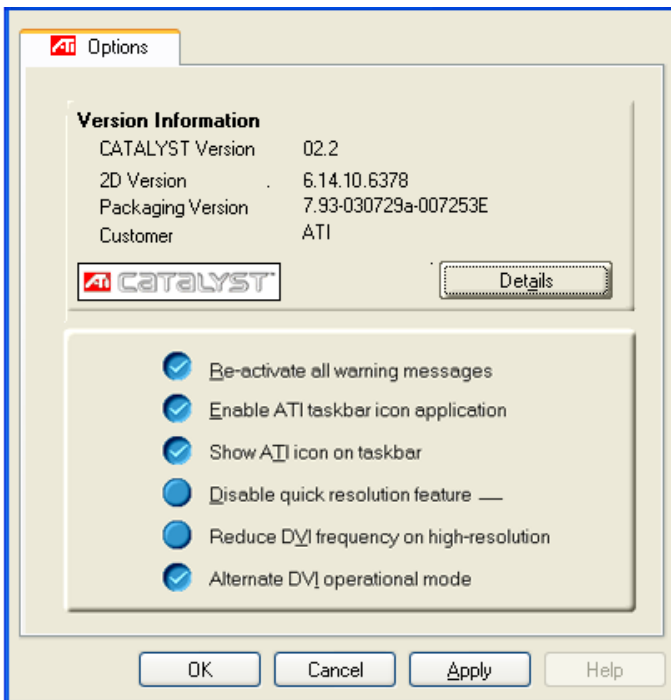 ATI Options
Version Information
CATALYST Version 02.2
2D Version . 6.14.10.6378
Packaging Version 7.93-030729a-007253E
Customer ATI
ATI CATALYST
Details
Re-activate all warning messages
Enable ATI taskbar icon application
Show ATI icon on taskbar
Disable quick resolution feature
Reduce DVI frequency on high-resolution
Alternate DVI operational mode
OK Cancel Apply Help